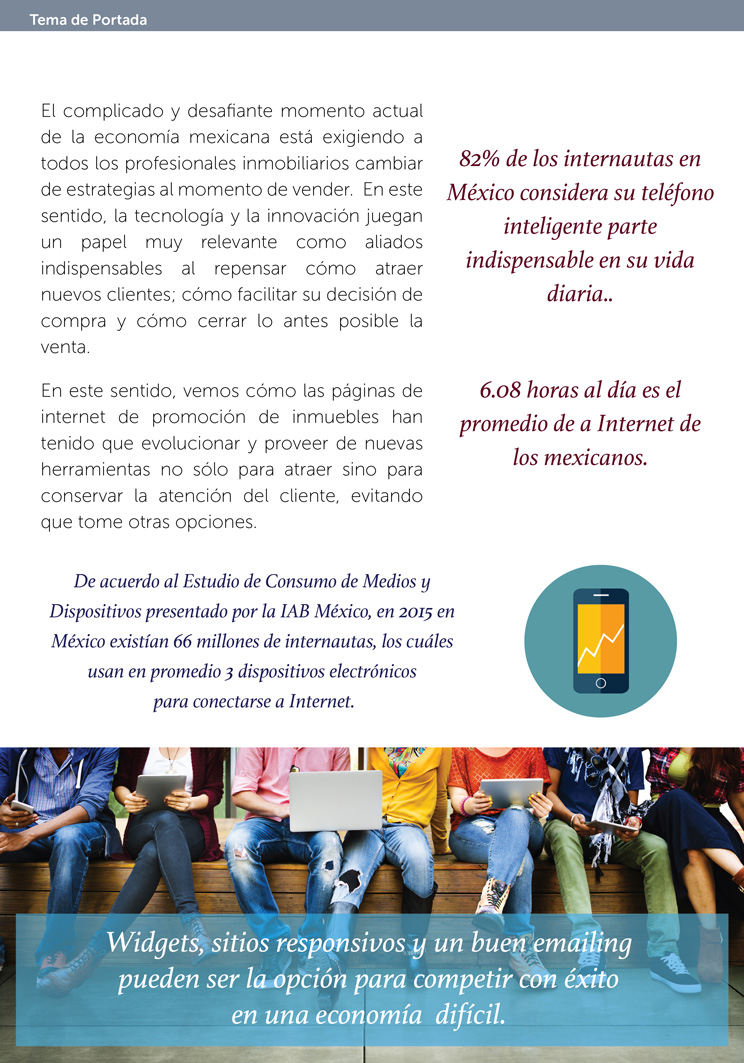 Tema de Portada
El complicado y desafiante momento actual
de la economía mexicana está exigiendo a
todos los profesionales inmobiliarios cambiar
de estrategias al momento de vender. En este
sentido, la tecnología y la innovación juegan
un papel muy relevante como aliados
indispensables al repensar cómo atraer
nuevos clientes; cómo facilitar su decisión de
compra y cómo cerrar lo antes posible la
venta.
En este sentido, vemos cómo las páginas de
internet de promoción de inmuebles han
tenido que evolucionar y proveer de nuevas
herramientas no sólo para atraer sino para
conservar la atención del cliente, evitando
que tome otras opciones.
82% de los internautas en
México considera su teléfono
inteligente parte
indispensable en su vida
diaria..
6.08 horas al día es el
promedio de a Internet de
los mexicanos.
De acuerdo al Estudio de Consumo de Medios y
Dispositivos presentado por la IAB México, en 2015 en
México existían 66 millones de internautas, los cuáles
usan en promedio 3 dispositivos electrónicos
para conectarse a Internet.
Widgets, sitios responsivos y un buen emailing
pueden ser la opción para competir con éxito
en una economía difícil.